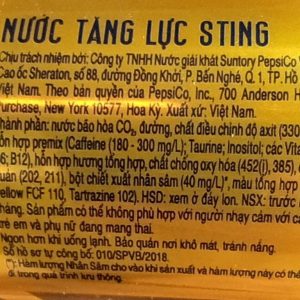 NƯỚC TĂNG LỰC STING
Chịu trách nhiệm bởi: Công ty TNHH Nước giải khát Suntory PepsiCo V
Cao ốc Sheraton, số 88, đường Đồng Khởi, P. Bến Nghé, Q. 1, TP. Hồ
Việt Nam. Theo bản quyền của PepsiCo, Inc., 700 Anderson H
Purchase, New York 10577, Hoa Kỳ. Xuất xứ: Việt Nam.
thành phần: nước bão hòa CO₂, đường, chất điều chỉnh độ axit (330
hỗn hợp premix (Caffeine (180 - 300 mg/L); Taurine; Inositol; các Vita
6; B12), hỗn hợp hương tổng hợp, chất chống oxy hóa (452(i), 385),
quản (202, 211), bột chiết xuất nhân sâm (40 mg/L)*, màu tổng hợp
yellow FCF 110, Tartrazine 102). HSD: xem ở đáy lon. NSX: trước
tháng. Sản phẩm có thể không phù hợp với người nhạy cảm với ca
trẻ em và phụ nữ đang mang thai.
Ngon hơn khi uống lạnh. Bảo quản nơi khô mát, tránh nắng.
Số hồ sơ tự công bố: 010/SPVB/2018.
*: Hàm lượng Nhân Sâm cho vào khi sản xuất và hàm lượng này có thể
đi trong quá trình lưu thông.